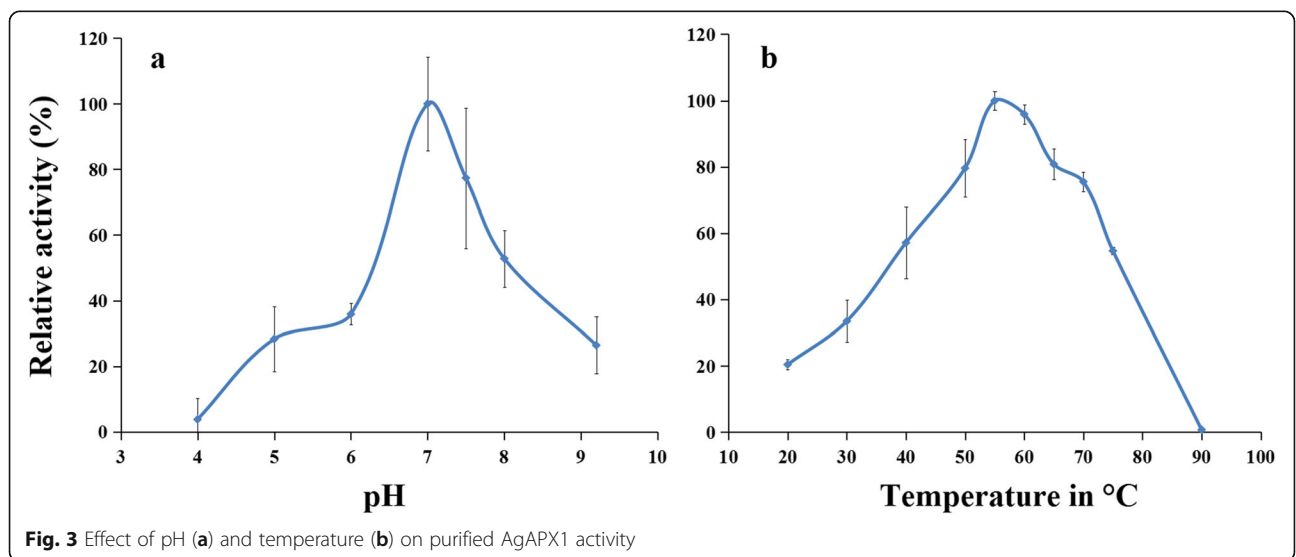 a
b
120
100
80
60
40
20
0
3 4 5 6 7 8 9 10
pH
Relative activity (%)
120
100
80
60
40
20
0
10 20 30 40 50 60 70 80 90 100
Temperature in °C
Fig. 3 Effect of pH (a) and temperature (b) on purified AgAPX1 activity